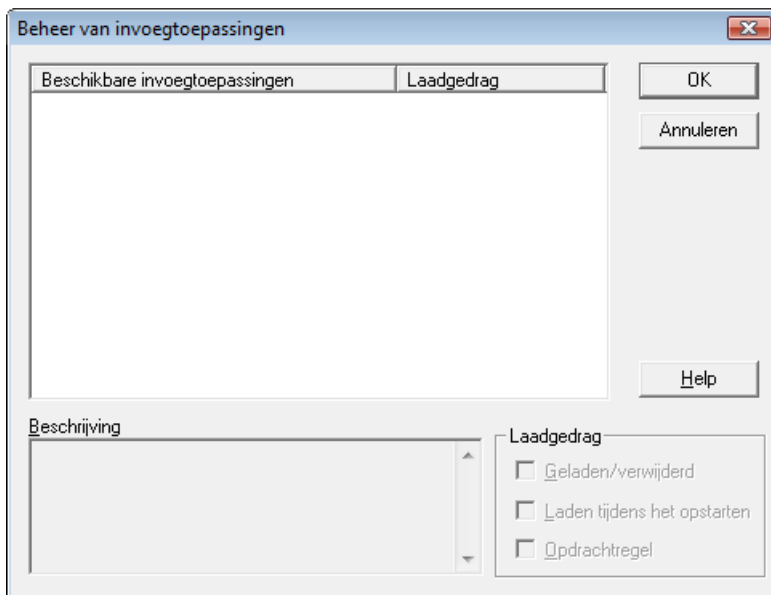 Beheer van invoegtoepassingen
Beschikbare invoegtoepassingen Laadgedrag
OK
Annuleren
Help
Beschrijving
Laadgedrag
Geladen/verwijderd
Laden tijdens het opstarten
Opdrachtregel